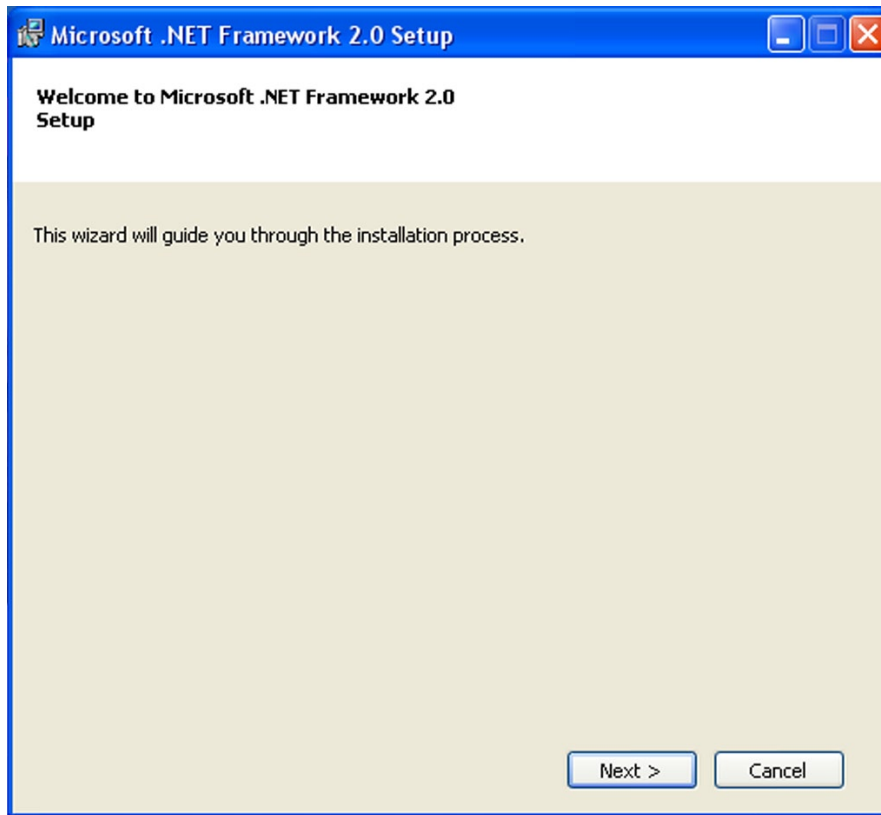 Microsoft .NET Framework 2.0 Setup
Welcome to Microsoft .NET Framework 2.0
Setup
This wizard will guide you through the installation process.
Next >
Cancel